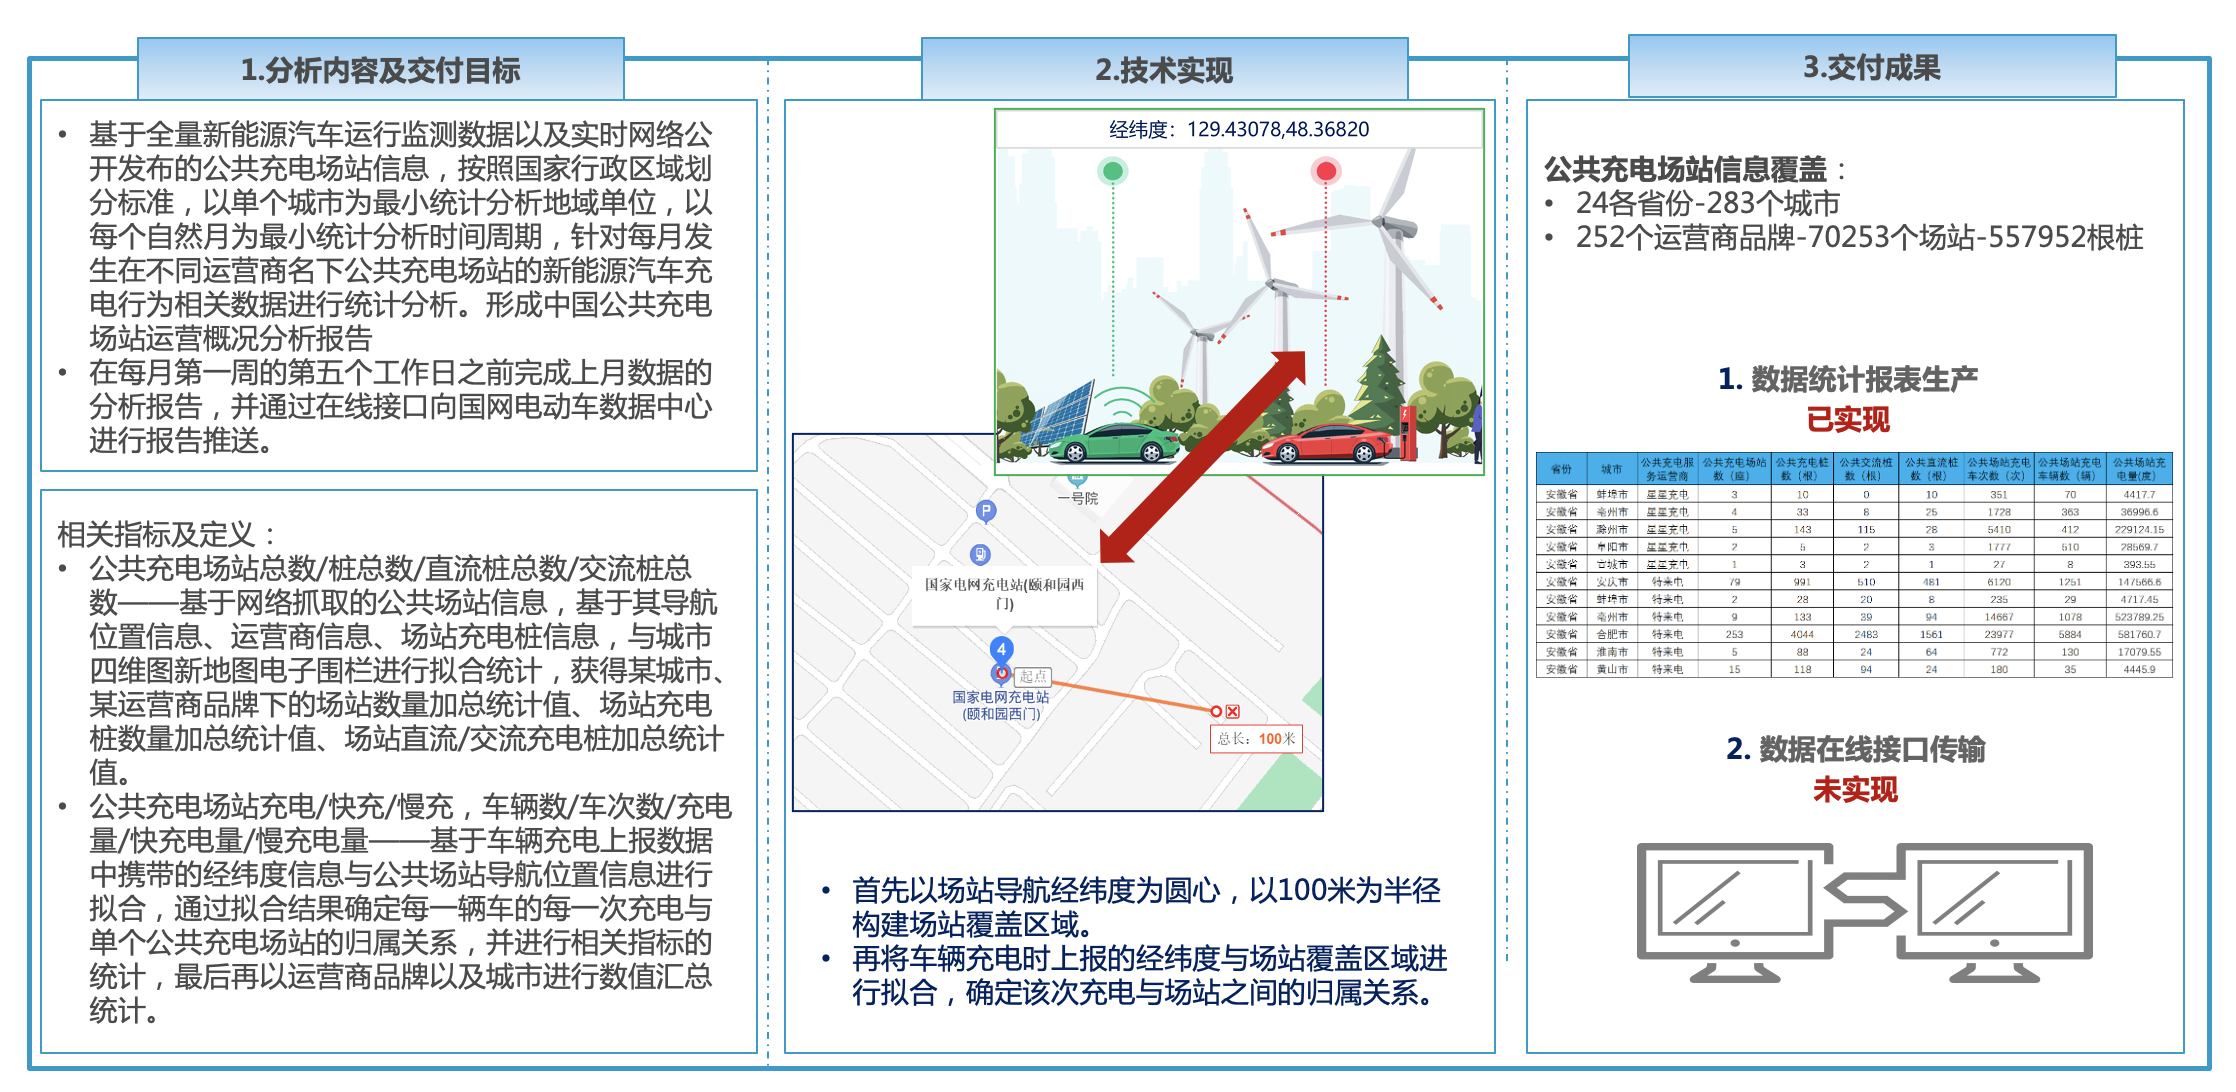 1.分析内容及交付目标
• 基于全量新能源汽车运行监测数据以及实时网络公
开发布的公共充电场站信息，按照国家行政区域划
分标准，以单个城市为最小统计分析地域单位，以
每个自然月为最小统计分析时间周期，针对每月发
生在不同运营商名下公共充电场站的新能源汽车充
电行为相关数据进行统计分析。形成中国公共充电
场站运营概况分析报告
• 在每月第一周的第五个工作日之前完成上月数据的
分析报告，并通过在线接口向国网电动车数据中心
进行报告推送。
相关指标及定义：
• 公共充电场站总数/桩总数/直流桩总数/交流桩总
数——基于网络抓取的公共场站信息，基于其导航
位置信息、运营商信息、场站充电桩信息，与城市
四维图新地图电子围栏进行拟合统计，获得某城市、
某运营商品牌下的场站数量加总统计值、场站充电
桩数量加总统计值、场站直流/交流充电桩加总统计
值。
• 公共充电场站充电/快充/慢充，车辆数/车次数/充电
量/快充电量/慢充电量——基于车辆充电上报数据
中携带的经纬度信息与公共场站导航位置信息进行
拟合，通过拟合结果确定每一辆车的每一次充电与
单个公共充电场站的归属关系，并进行相关指标的
统计，最后再以运营商品牌以及城市进行数值汇总
统计。
2.技术实现
经纬度：129.43078,48.36820
一号院
P
国家电网充电站(颐和园西
门)
4
起点
国家电网充电站
(颐和园西门)
总长：100米
• 首先以场站导航经纬度为圆心，以100米为半径
构建场站覆盖区域。
• 再将车辆充电时上报的经纬度与场站覆盖区域进
行拟合，确定该次充电与场站之间的归属关系。
3.交付成果
公共充电场站信息覆盖：
• 24各省份-283个城市
• 252个运营商品牌-70253个场站-557952根桩
1. 数据统计报表生产
已实现
省份 城市 公共充电服务运营商 公共充电场站数（座） 公共充电桩数（根） 公共交流桩数（根） 公共直流桩数（根） 公共场站充电车次数（次） 公共场站充电车辆数（辆） 公共场站充电量(度)
安徽省 蚌埠市 星星充电 3 10 0 10 351 70 4417.7
安徽省 亳州市 星星充电 4 33 8 25 1728 363 36996.6
安徽省 滁州市 星星充电 5 143 115 28 5410 412 229124.15
安徽省 阜阳市 星星充电 2 5 2 3 1777 510 28569.7
安徽省 宣城市 星星充电 1 3 2 1 27 8 393.55
安徽省 安庆市 特来电 79 991 510 481 6120 1251 147566.6
安徽省 蚌埠市 特来电 2 28 20 8 235 29 4717.45
安徽省 亳州市 特来电 9 133 39 94 14667 1078 523789.25
安徽省 合肥市 特来电 253 4044 2483 1561 23977 5884 581760.7
安徽省 淮南市 特来电 5 88 24 64 772 130 17079.55
安徽省 黄山市 特来电 15 118 94 24 180 35 4445.9
2. 数据在线接口传输
未实现